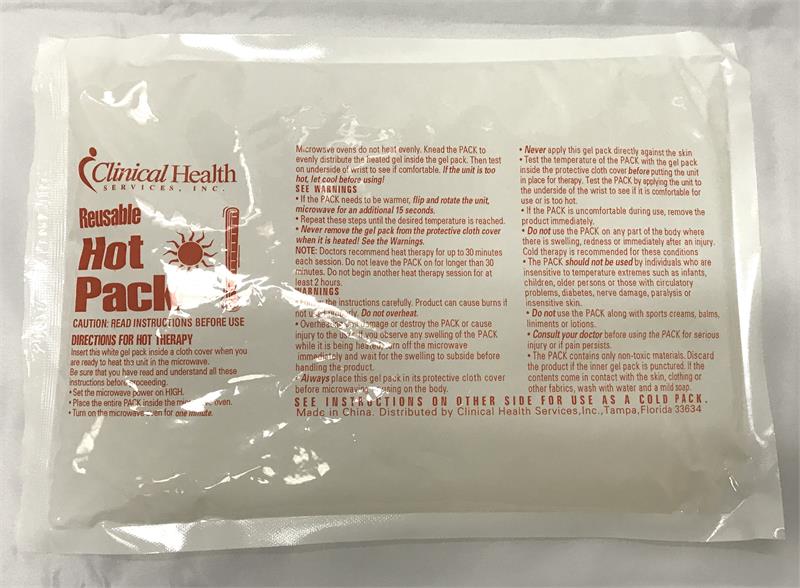 Clinical Health
SERVICES, INC.
Reusable
Hot
Pack
CAUTION: READ INSTRUCTIONS BEFORE USE
DIRECTIONS FOR HOT THERAPY
Insert this white gel pack inside a cloth cover when you
are ready to heat this unit in the microwave.
Be sure that you have read and understand all these
instructions before proceeding.
• Set the microwave power on HIGH.
• Place the entire PACK inside the microwave oven.
• Turn on the microwave oven for one minute.
Microwave ovens do not heat evenly. Knead the PACK to
evenly distribute the heated gel inside the gel pack. Then test
on underside of wrist to see if comfortable. If the unit is too
hot, let cool before using!
SEE WARNINGS
• If the PACK needs to be warmer, flip and rotate the unit,
microwave for an additional 15 seconds.
• Repeat these steps until the desired temperature is reached.
• Never remove the gel pack from the protective cloth cover
when it is heated! See the Warnings.
NOTE: Doctors recommend heat therapy for up to 30 minutes
each session. Do not leave the PACK on for longer than 30
minutes. Do not begin another heat therapy session for at
least 2 hours.
WARNINGS
• the instructions carefully. Product can cause burns if
not used properly. Do not overheat.
• Overheating can damage or destroy the PACK or cause
injury to the user. If you observe any swelling of the PACK
while it is being heated, turn off the microwave
immediately and wait for the swelling to subside before
handling the product.
• Always place this gel pack in its protective cloth cover
before microwaving or using on the body.
• Never apply this gel pack directly against the skin
• Test the temperature of the PACK with the gel pack
inside the protective cloth cover before putting the unit
in place for therapy. Test the PACK by applying the unit to
the underside of the wrist to see if it is comfortable for
use or is too hot.
• If the PACK is uncomfortable during use, remove the
product immediately.
• Do not use the PACK on any part of the body where
there is swelling, redness or immediately after an injury.
Cold therapy is recommended for these conditions
• The PACK should not be used by individuals who are
insensitive to temperature extremes such as infants,
children, older persons or those with circulatory
problems, diabetes, nerve damage, paralysis or
insensitive skin.
• Do not use the PACK along with sports creams, balms,
liniments or lotions.
• Consult your doctor before using the PACK for serious
injury or if pain persists.
• The PACK contains only non-toxic materials. Discard
the product if the inner gel pack is punctured. If the
contents come in contact with the skin, clothing or
other fabrics, wash with water and a mild soap.
SEE INSTRUCTIONS ON OTHER SIDE FOR USE AS A COLD PACK.
Made in China. Distributed by Clinical Health Services,Inc.,Tampa,Florida 33634